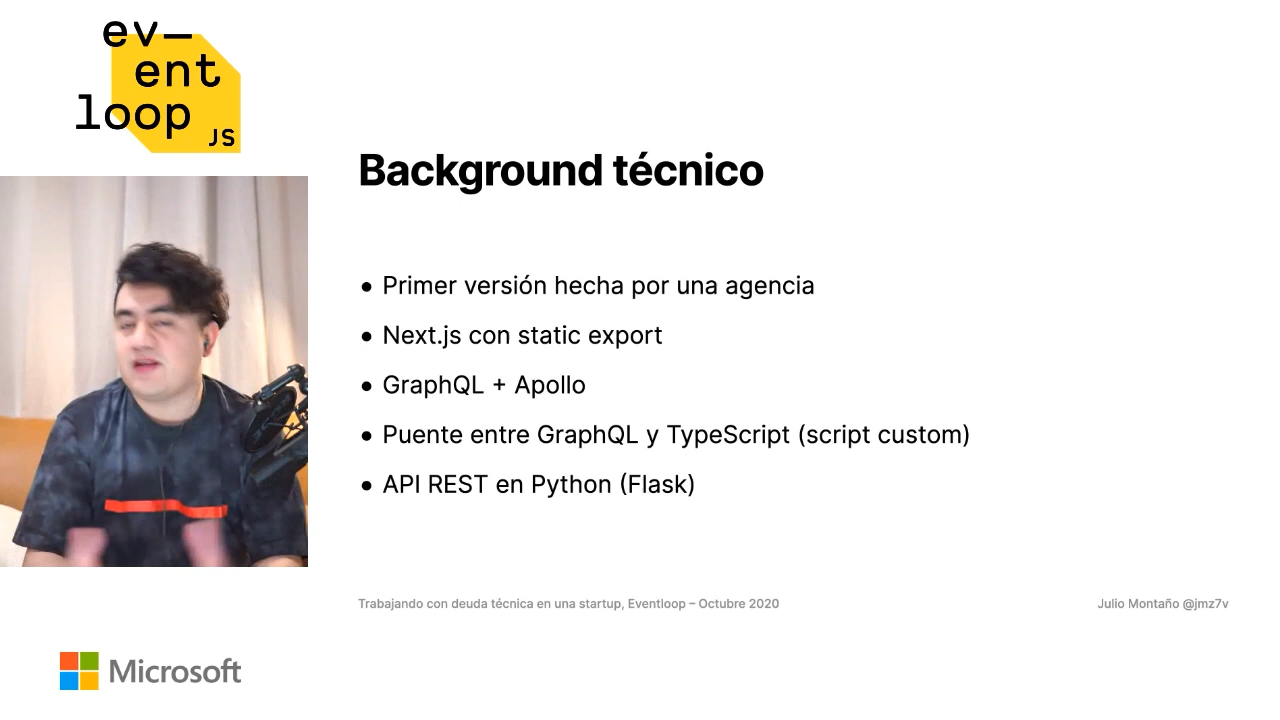 ev—
ent
loop
JS
Background técnico
• Primer versión hecha por una agencia
• Next.js con static export
• GraphQL + Apollo
• Puente entre GraphQL y TypeScript (script custom)
• API REST en Python (Flask)
Trabajando con deuda técnica en una startup, Eventloop – Octubre 2020
Julio Montaño @jmz7v
Microsoft